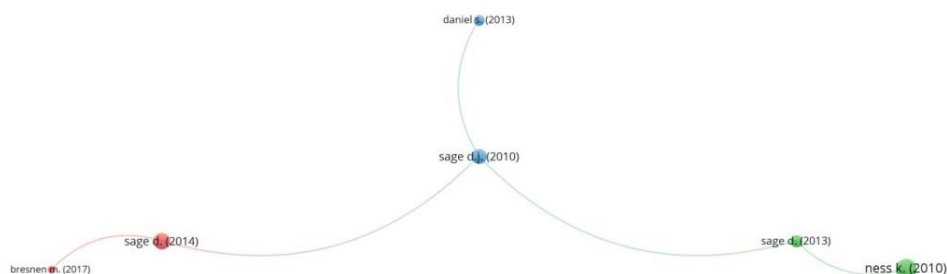 daniel s. (2013)
sage d.j. (2010)
sage d. (2014)
sage d. (2013)
bresnen m. (2017)
ness k. (2010)